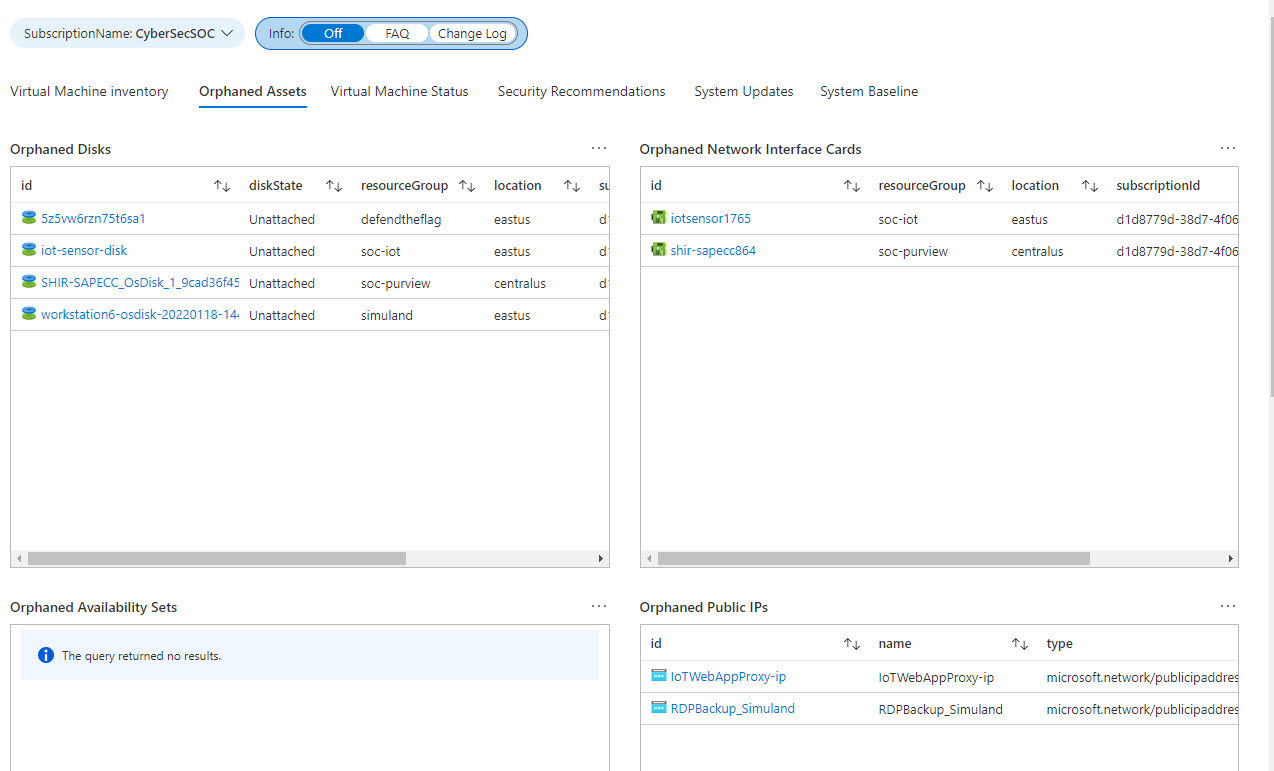 SubscriptionName: CyberSecSOC
Info: Off FAQ Change Log
Virtual Machine inventory Orphaned Assets Virtual Machine Status Security Recommendations System Updates System Baseline
Orphaned Disks ...
id diskState resourceGroup location su
5z5vw6rzn75t6sa1 Unattached defendtheflag eastus d1
iot-sensor-disk Unattached soc-iot eastus d1
SHIR-SAPECC_OsDisk_1_9cad36f45 Unattached soc-purview centralus d1
workstation6-osdisk-20220118-144 Unattached simuland eastus d1
Orphaned Network Interface Cards ...
id resourceGroup location subscriptionId
iotsensor1765 soc-iot eastus d1d8779d-38d7-4f06
shir-sapecc864 soc-purview centralus d1d8779d-38d7-4f06
Orphaned Availability Sets ...
The query returned no results.
Orphaned Public IPs ...
id name type
IoTWebAppProxy-ip IoTWebAppProxy-ip microsoft.network/publicipaddres
RDPBackup_Simuland RDPBackup_Simuland microsoft.network/publicipaddres